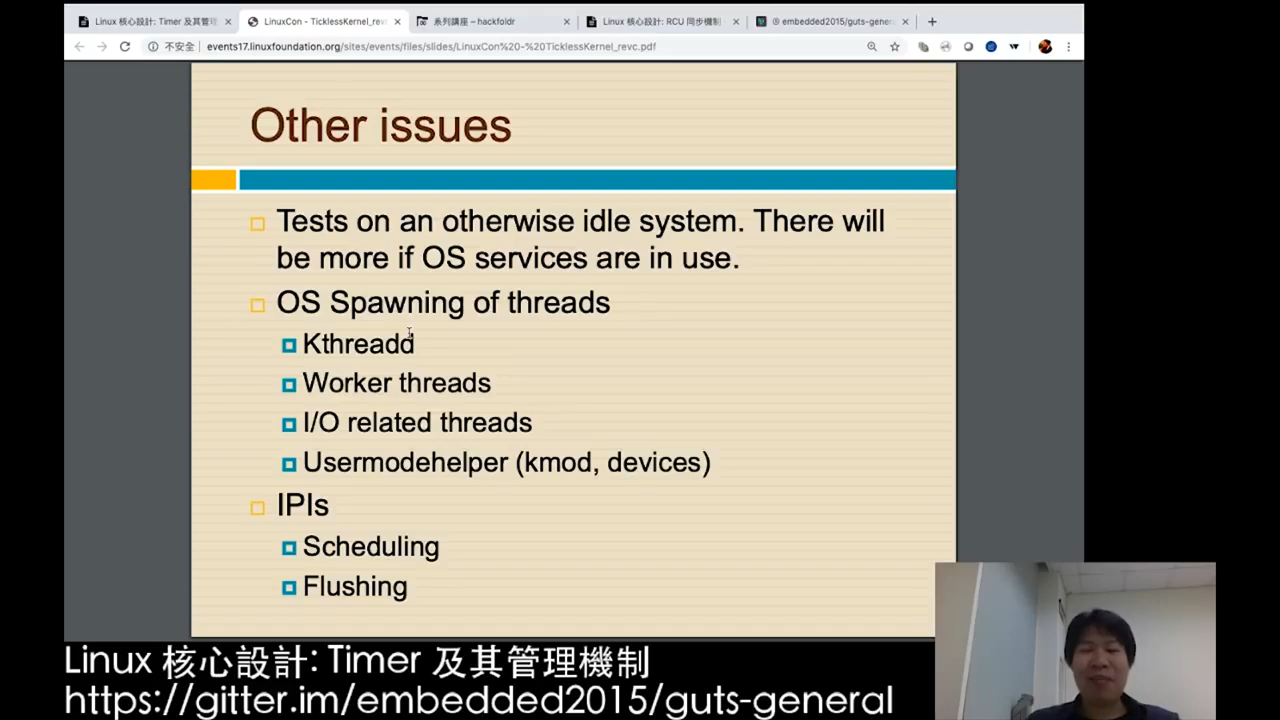 Linux 核心設計: Timer 及其管理
LinuxCon - TicklessKernel_revc
系列講座 – hackfoldr
Linux 核心設計: RCU 同步機制
embedded2015/guts-gener
不安全
events17.linuxfoundation.org/sites/events/files/slides/LinuxCon%20-%20TicklessKernel_revc.pdf
Other issues
Tests on an otherwise idle system. There will
be more if OS services are in use.
OS Spawning of threads
Kthreadd
Worker threads
I/O related threads
Usermodehelper (kmod, devices)
IPIs
Scheduling
Flushing
Linux 核心設計: Timer 及其管理機制
https://gitter.im/embedded2015/guts-general